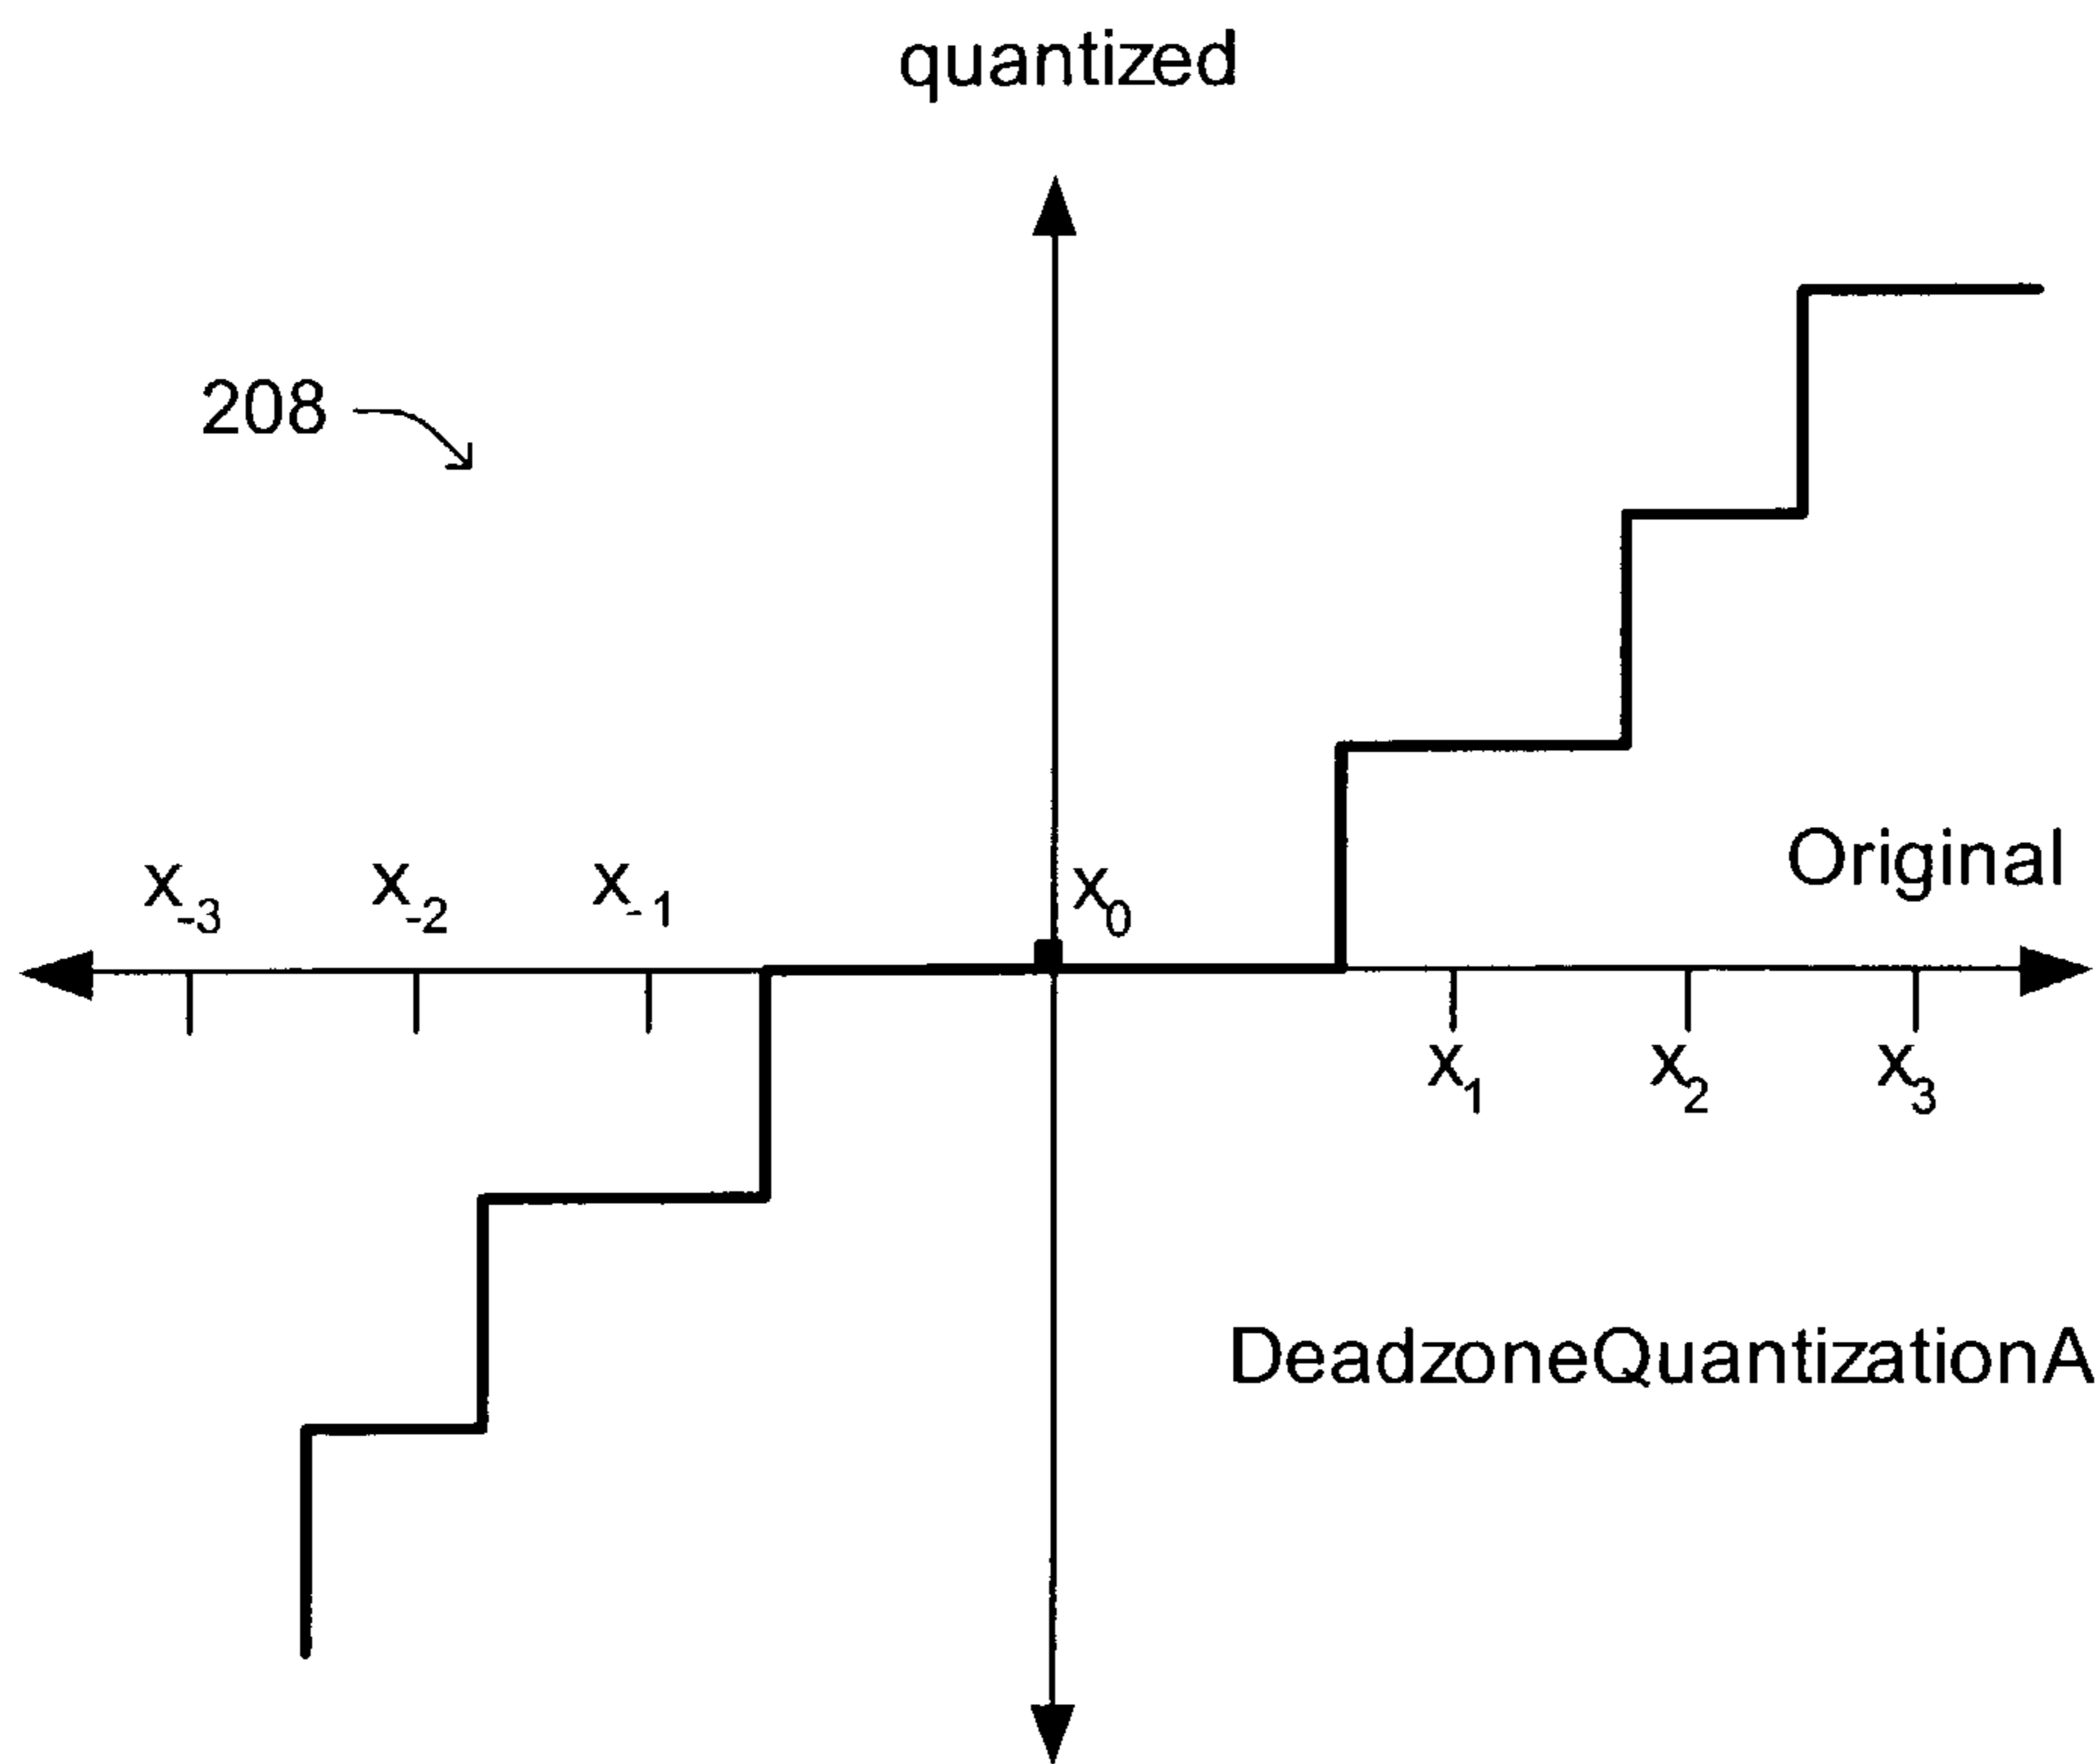 quantized
208
Original
x₋₃ x₋₂ x₋₁ x₀
x₁ x₂ x₃
DeadzoneQuantizationA